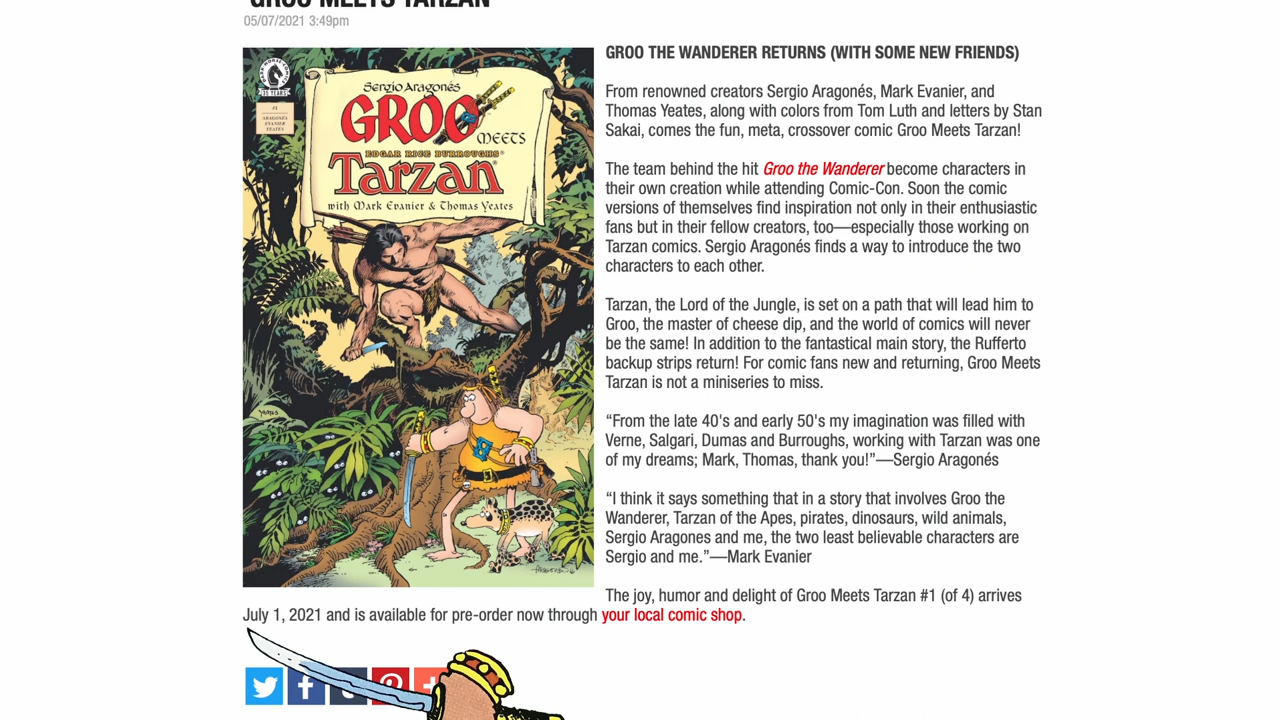 "GROO MEETS TARZAN"
05/07/2021 3:49pm
Sergio Aragonés
GROO
MEETS
EDGAR RICE BURROUGHS'
Tarzan
with Mark Evanier & Thomas Yeates
#1
ARAGONÉS
EVANIER
YEATES
YEATES
GROO THE WANDERER RETURNS (WITH SOME NEW FRIENDS)
From renowned creators Sergio Aragonés, Mark Evanier, and
Thomas Yeates, along with colors from Tom Luth and letters by Stan
Sakai, comes the fun, meta, crossover comic Groo Meets Tarzan!
The team behind the hit Groo the Wanderer become characters in
their own creation while attending Comic-Con. Soon the comic
versions of themselves find inspiration not only in their enthusiastic
fans but in their fellow creators, too—especially those working on
Tarzan comics. Sergio Aragonés finds a way to introduce the two
characters to each other.
Tarzan, the Lord of the Jungle, is set on a path that will lead him to
Groo, the master of cheese dip, and the world of comics will never
be the same! In addition to the fantastical main story, the Rufferto
backup strips return! For comic fans new and returning, Groo Meets
Tarzan is not a miniseries to miss.
“From the late 40's and early 50's my imagination was filled with
Verne, Salgari, Dumas and Burroughs, working with Tarzan was one
of my dreams; Mark, Thomas, thank you!”—Sergio Aragonés
“I think it says something that in a story that involves Groo the
Wanderer, Tarzan of the Apes, pirates, dinosaurs, wild animals,
Sergio Aragones and me, the two least believable characters are
Sergio and me.”—Mark Evanier
The joy, humor and delight of Groo Meets Tarzan #1 (of 4) arrives
July 1, 2021 and is available for pre-order now through your local comic shop.